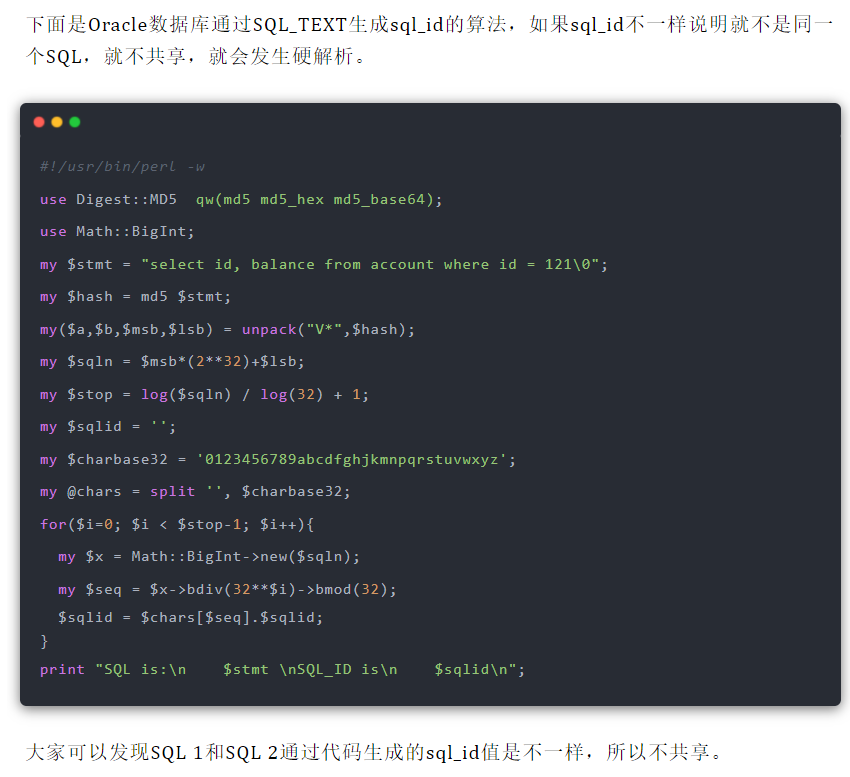 下面是Oracle数据库通过SQL_TEXT生成sql_id的算法，如果sql_id不一样说明就不是同一
个SQL，就不共享，就会发生硬解析。
#!/usr/bin/perl -w
use Digest::MD5  qw(md5 md5_hex md5_base64);
use Math::BigInt;
my $stmt = "select id, balance from account where id = 121\0";
my $hash = md5 $stmt;
my($a,$b,$msb,$lsb) = unpack("V*",$hash);
my $sqln = $msb*(2**32)+$lsb;
my $stop = log($sqln) / log(32) + 1;
my $sqlid = '';
my $charbase32 = '0123456789abcdfghjkmnpqrstuvwxyz';
my @chars = split '', $charbase32;
for($i=0; $i < $stop-1; $i++){
  my $x = Math::BigInt->new($sqln);
  my $seq = $x->bdiv(32**$i)->bmod(32);
  $sqlid = $chars[$seq].$sqlid;
}
print "SQL is:\n    $stmt \nSQL_ID is\n    $sqlid\n";
大家可以发现SQL 1和SQL 2通过代码生成的sql_id值是不一样，所以不共享。